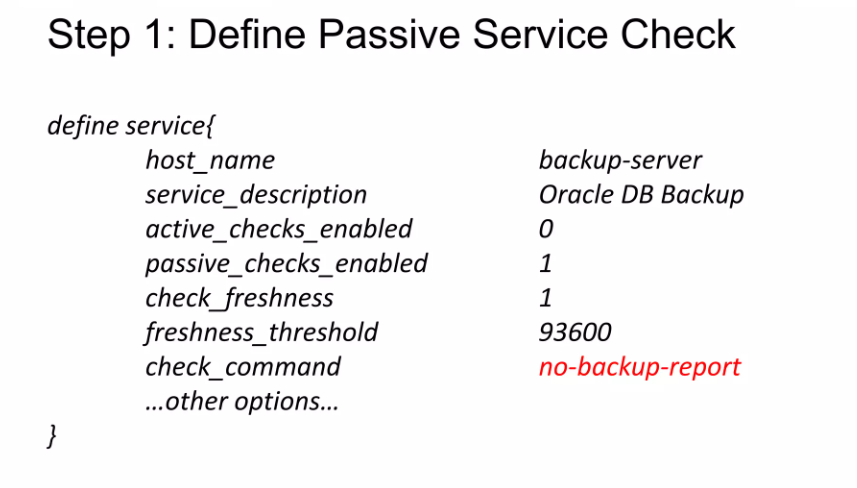 Step 1: Define Passive Service Check
define service{
host_name backup-server
service_description Oracle DB Backup
active_checks_enabled 0
passive_checks_enabled 1
check_freshness 1
freshness_threshold 93600
check_command no-backup-report
...other options...
}